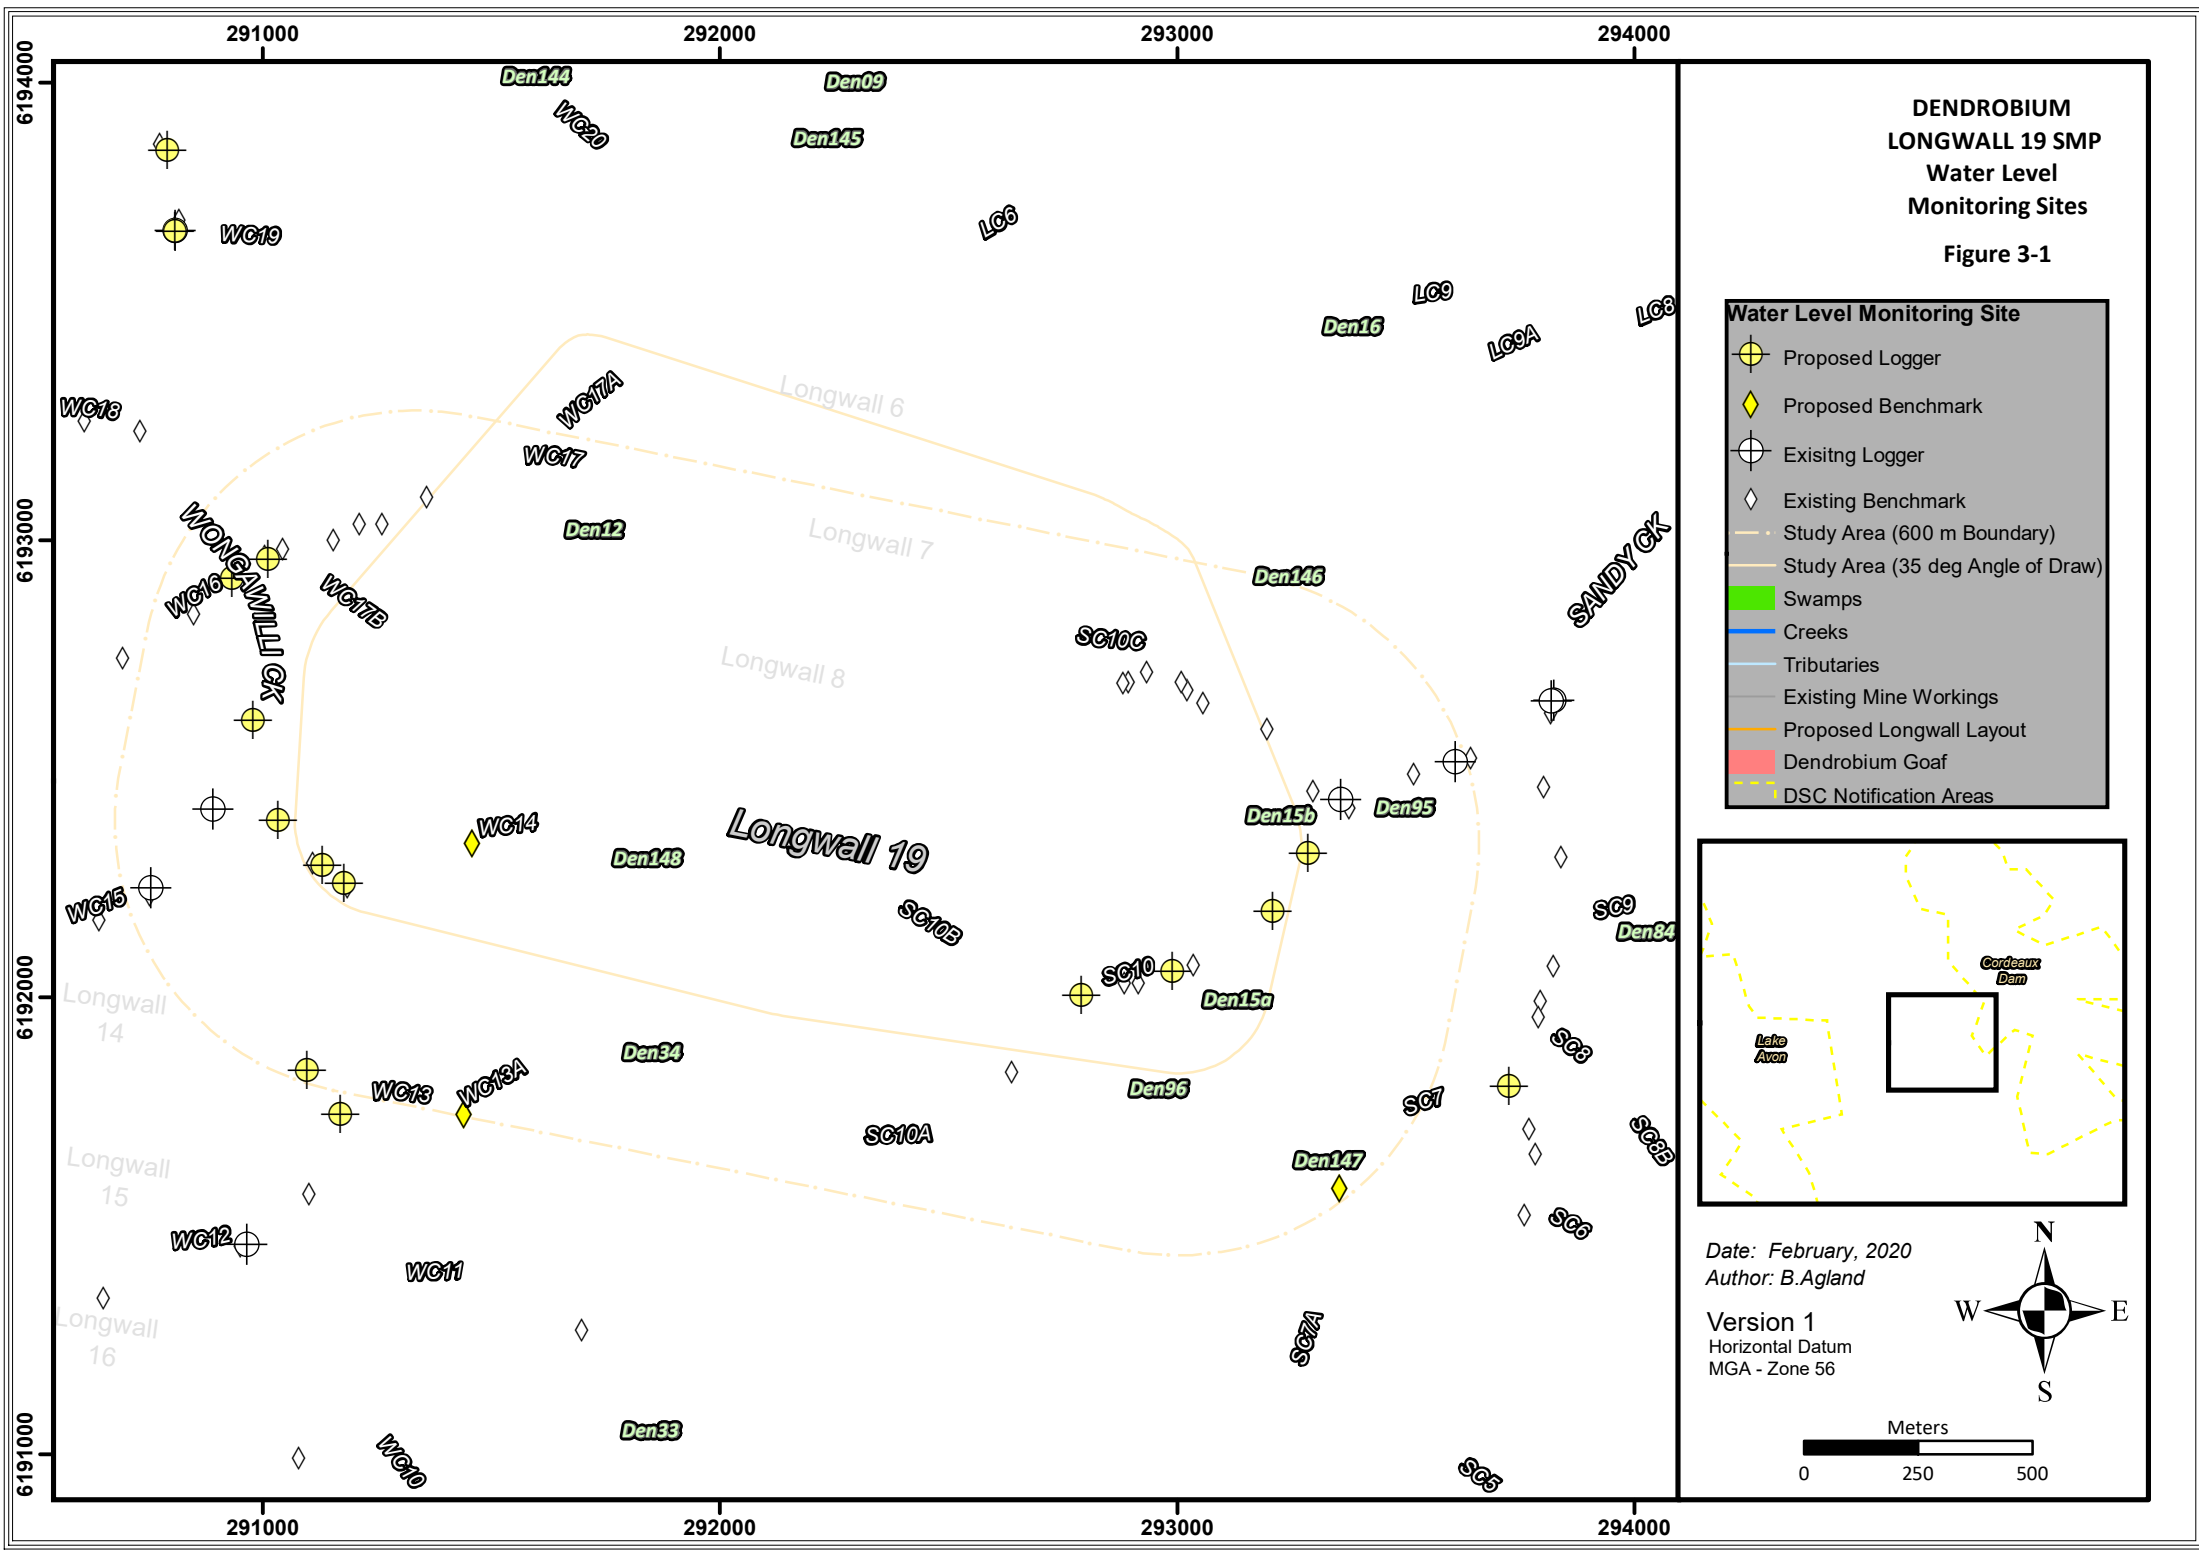 291000
292000
293000
294000
6194000
6193000
6192000
6191000
Den144
Den09
WC20
Den145
WC19
LC6
LC9
LC8
Den16
LC9A
Longwall 6
WC17A
WC18
WC17
Den12
Longwall 7
WONGAWILLI CK
SANDY CK
Den146
WC16
WC17B
SC10C
Longwall 8
Den15b
Den95
WC14
Longwall 19
Den148
WC15
SC10B
SC9
Den84
SC10
Longwall
14
Den15a
Den34
SC8
WC13
WC13A
Den96
SC7
SC10A
SC8B
Longwall
15
Den147
WC12
SC6
WC11
Longwall
16
SC7A
Den33
WC10
SC5
291000
292000
293000
294000
DENDROBIUM
LONGWALL 19 SMP
Water Level
Monitoring Sites
Figure 3-1
Water Level Monitoring Site
Proposed Logger
Proposed Benchmark
Exisitng Logger
Existing Benchmark
Study Area (600 m Boundary)
Study Area (35 deg Angle of Draw)
Swamps
Creeks
Tributaries
Existing Mine Workings
Proposed Longwall Layout
Dendrobium Goaf
DSC Notification Areas
Cordeaux
Dam
Lake
Avon
Date: February, 2020
Author: B.Agland
Version 1
Horizontal Datum
MGA - Zone 56
N
W
E
S
Meters
0
250
500